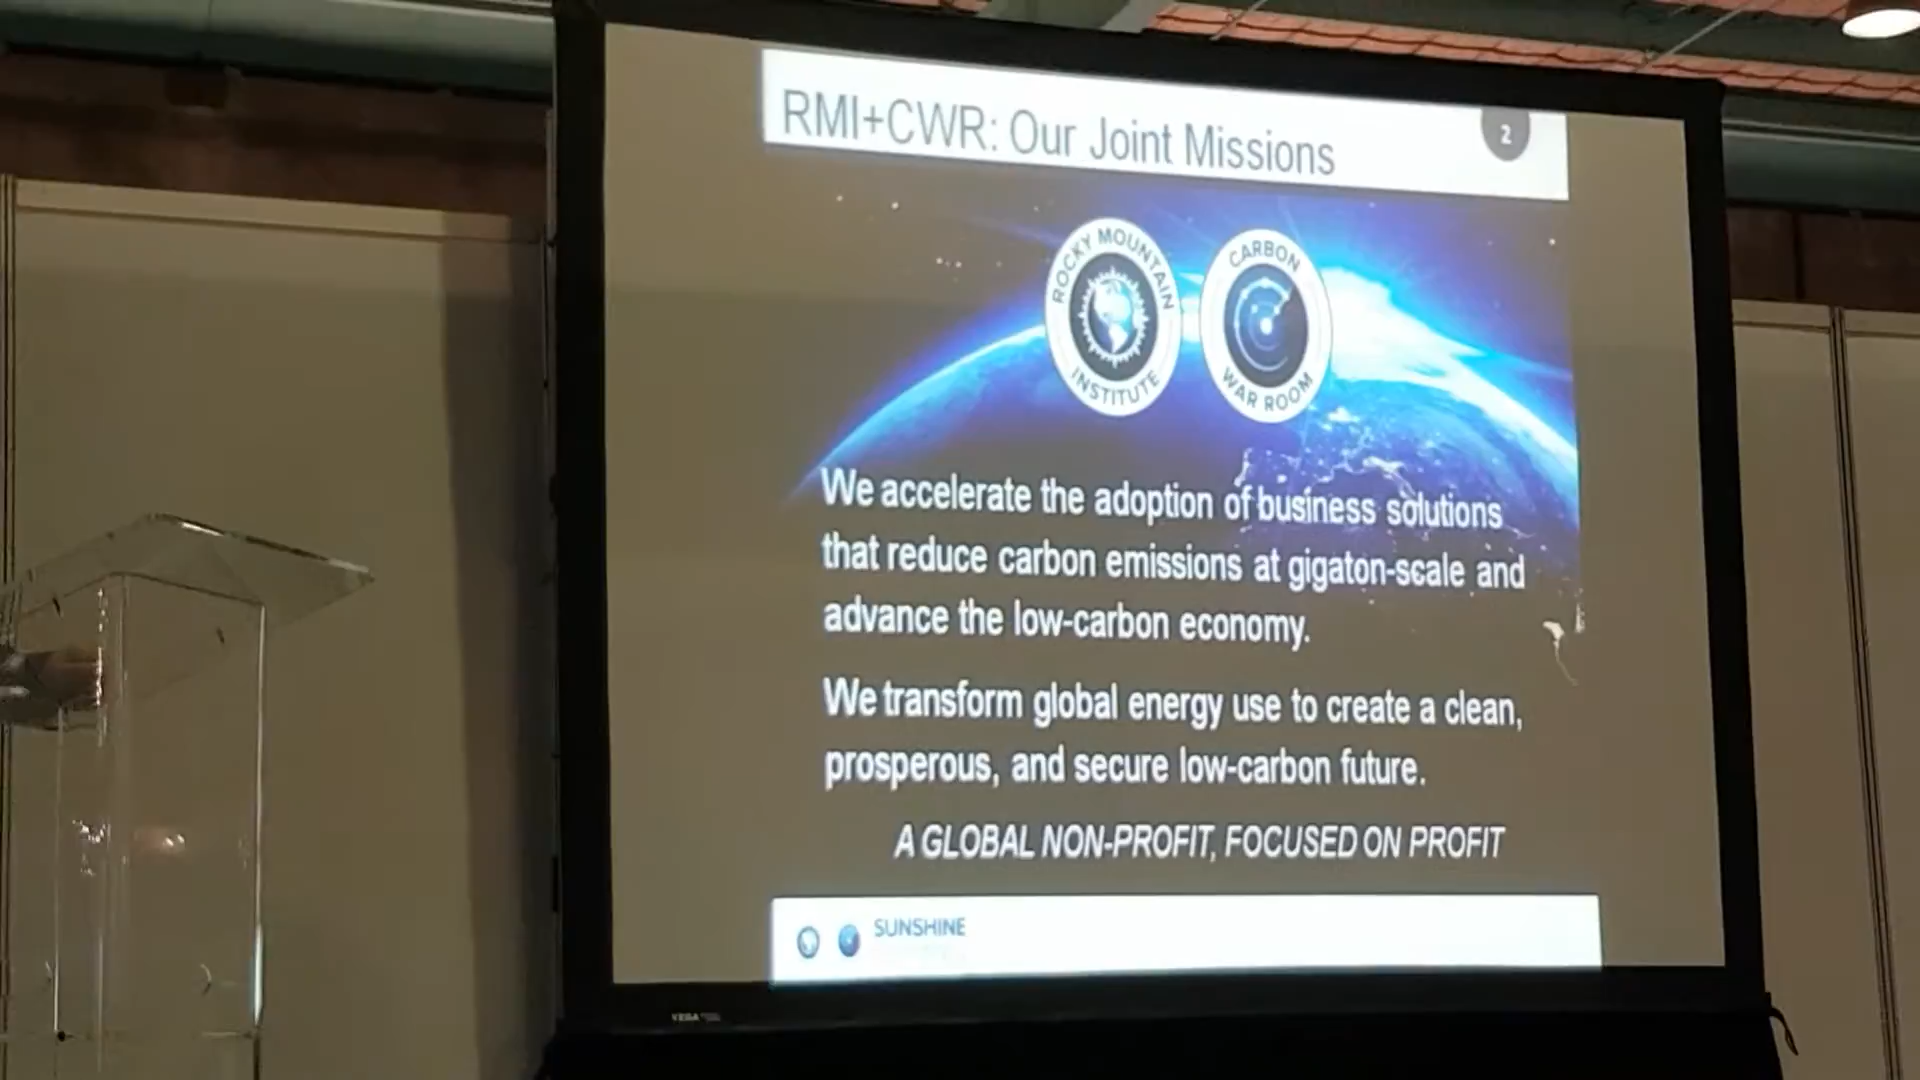 RMI+CWR: Our Joint Missions
2
ROCKY MOUNTAIN
INSTITUTE
CARBON
WAR ROOM
We accelerate the adoption of business solutions
that reduce carbon emissions at gigaton-scale and
advance the low-carbon economy.
We transform global energy use to create a clean,
prosperous, and secure low-carbon future.
A GLOBAL NON-PROFIT, FOCUSED ON PROFIT
SUNSHINE
VEGA